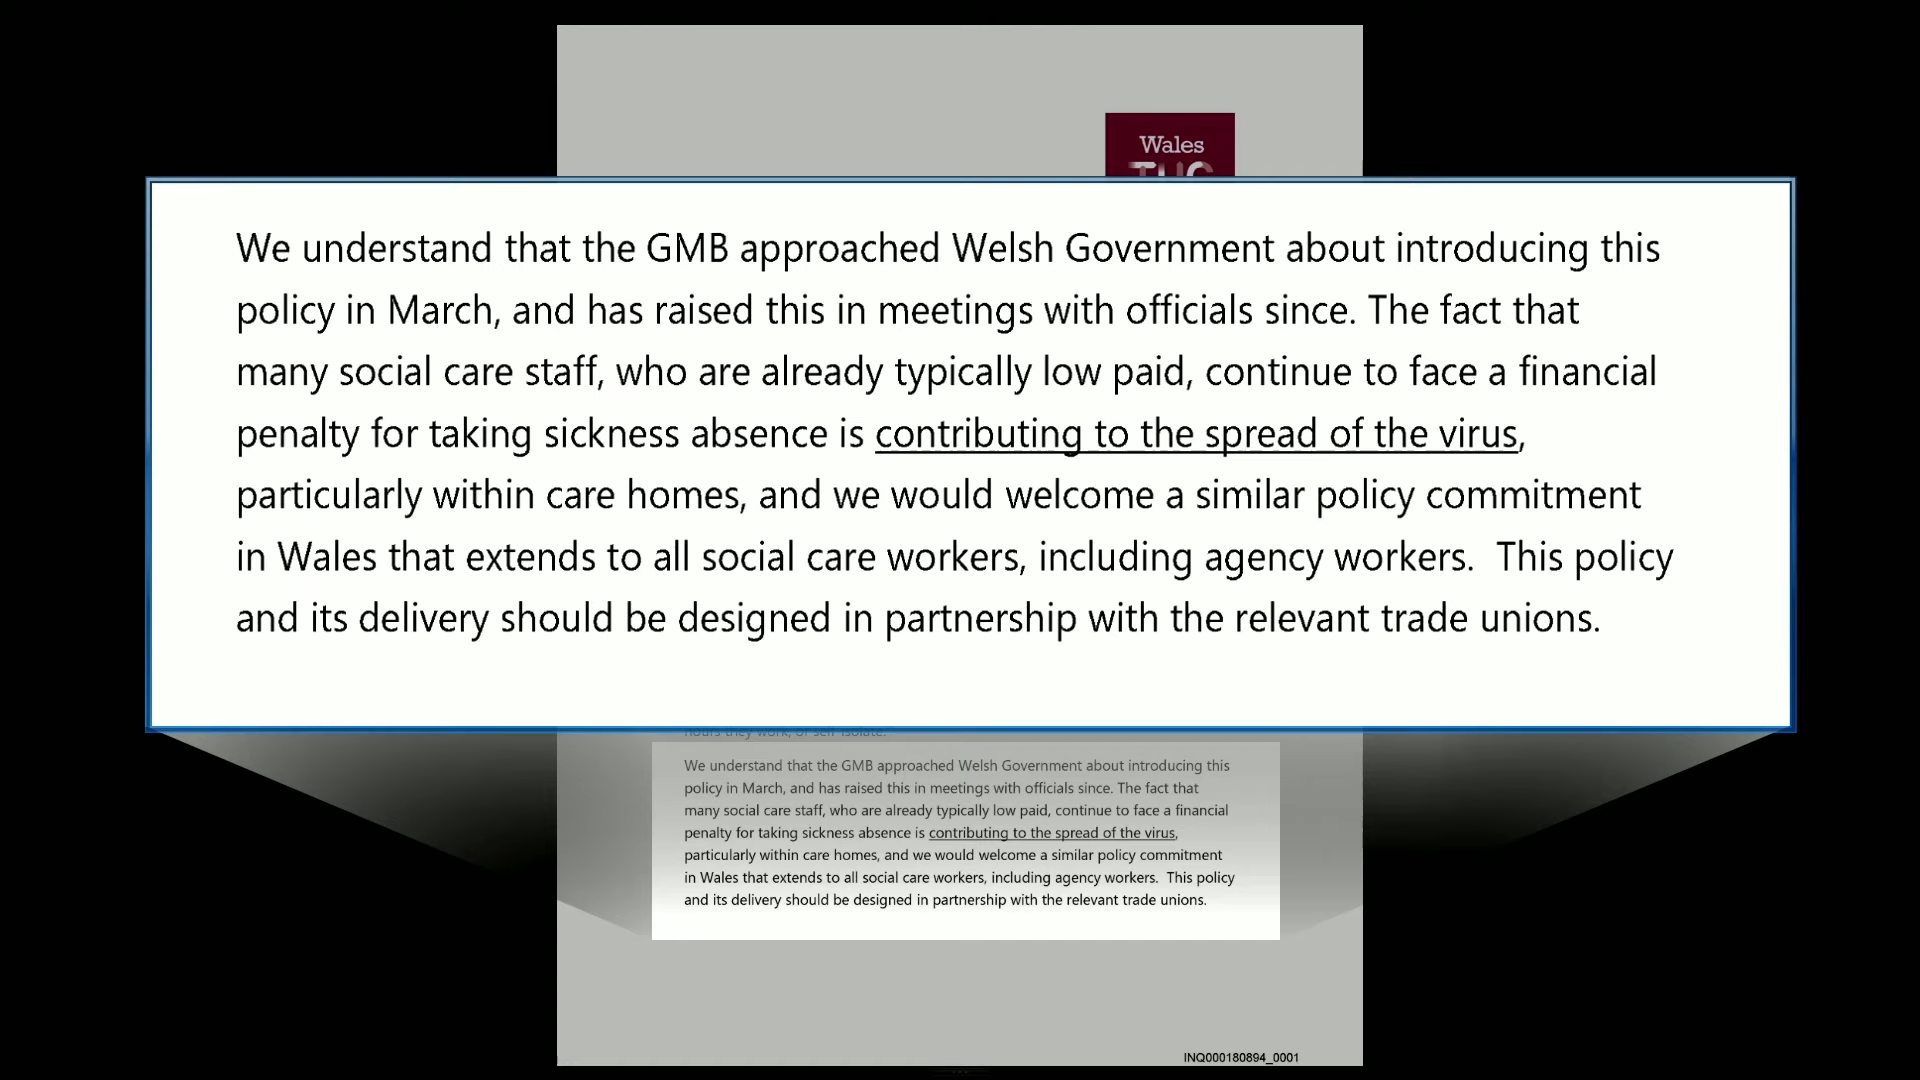 Wales
TUC
We understand that the GMB approached Welsh Government about introducing this
policy in March, and has raised this in meetings with officials since. The fact that
many social care staff, who are already typically low paid, continue to face a financial
penalty for taking sickness absence is contributing to the spread of the virus,
particularly within care homes, and we would welcome a similar policy commitment
in Wales that extends to all social care workers, including agency workers.  This policy
and its delivery should be designed in partnership with the relevant trade unions.
hours they work, or self-isolate.
We understand that the GMB approached Welsh Government about introducing this
policy in March, and has raised this in meetings with officials since. The fact that
many social care staff, who are already typically low paid, continue to face a financial
penalty for taking sickness absence is contributing to the spread of the virus,
particularly within care homes, and we would welcome a similar policy commitment
in Wales that extends to all social care workers, including agency workers.  This policy
and its delivery should be designed in partnership with the relevant trade unions.
INQ000180894_0001